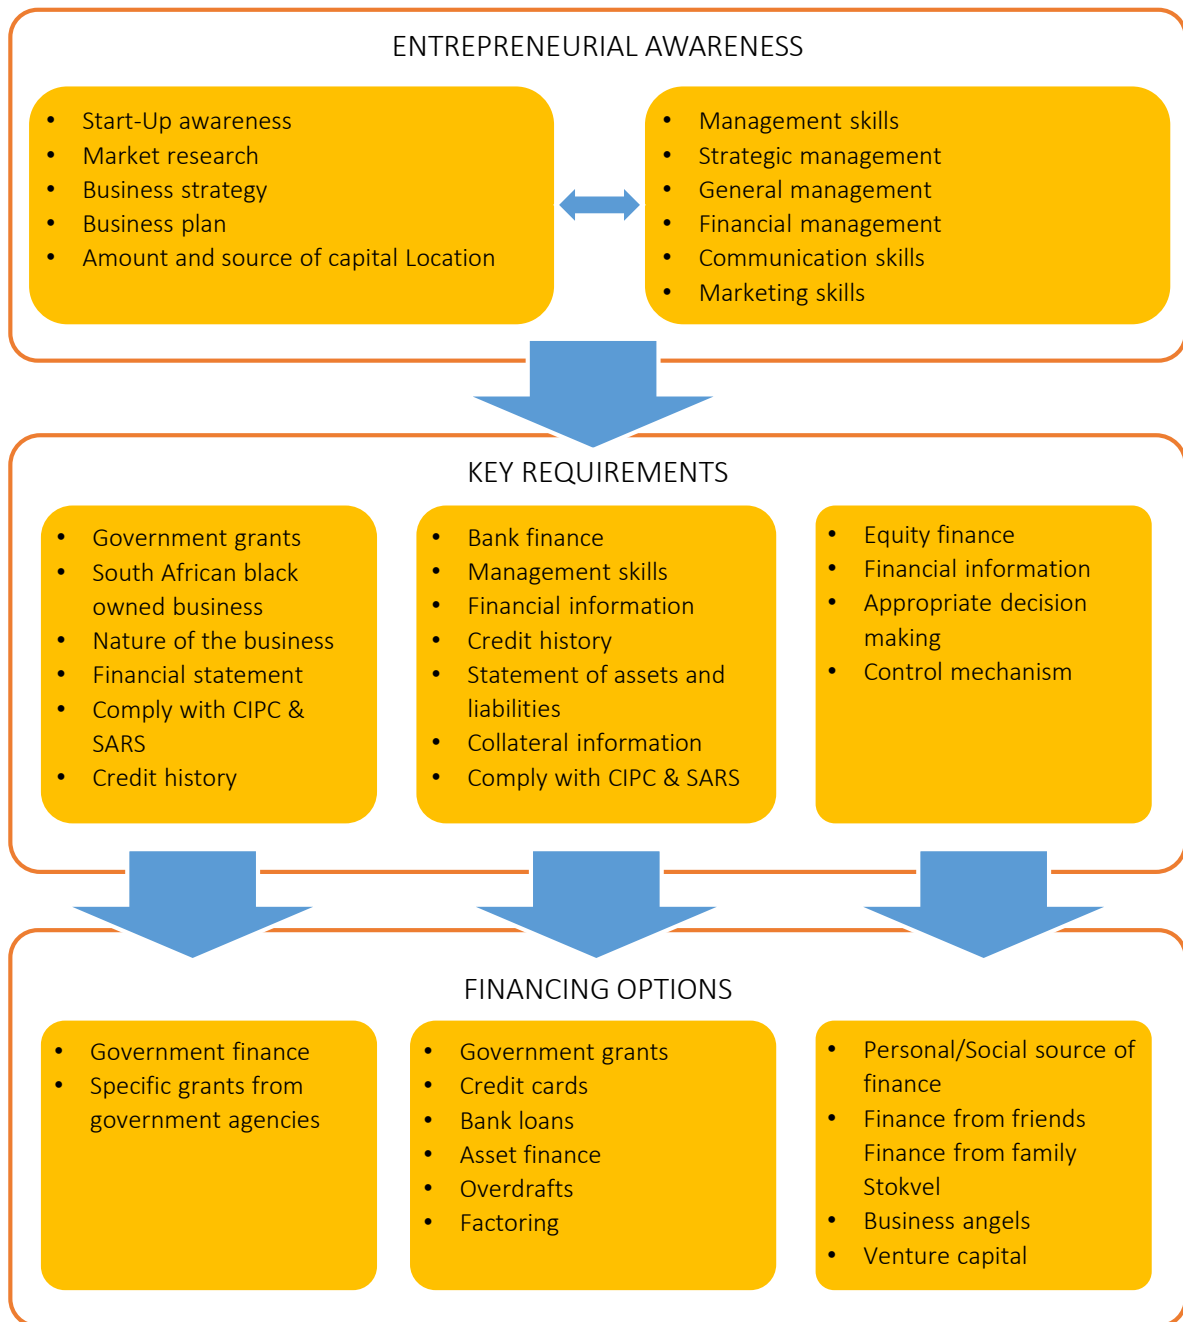 ENTREPRENEURIAL AWARENESS
• Start-Up awareness
• Market research
• Business strategy
• Business plan
• Amount and source of capital Location
• Management skills
• Strategic management
• General management
• Financial management
• Communication skills
• Marketing skills
KEY REQUIREMENTS
• Government grants
• South African black
owned business
• Nature of the business
• Financial statement
• Comply with CIPC &
SARS
• Credit history
• Bank finance
• Management skills
• Financial information
• Credit history
• Statement of assets and
liabilities
• Collateral information
• Comply with CIPC & SARS
• Equity finance
• Financial information
• Appropriate decision
making
• Control mechanism
FINANCING OPTIONS
• Government finance
• Specific grants from
government agencies
• Government grants
• Credit cards
• Bank loans
• Asset finance
• Overdrafts
• Factoring
• Personal/Social source of
finance
• Finance from friends
Finance from family
Stokvel
• Business angels
• Venture capital